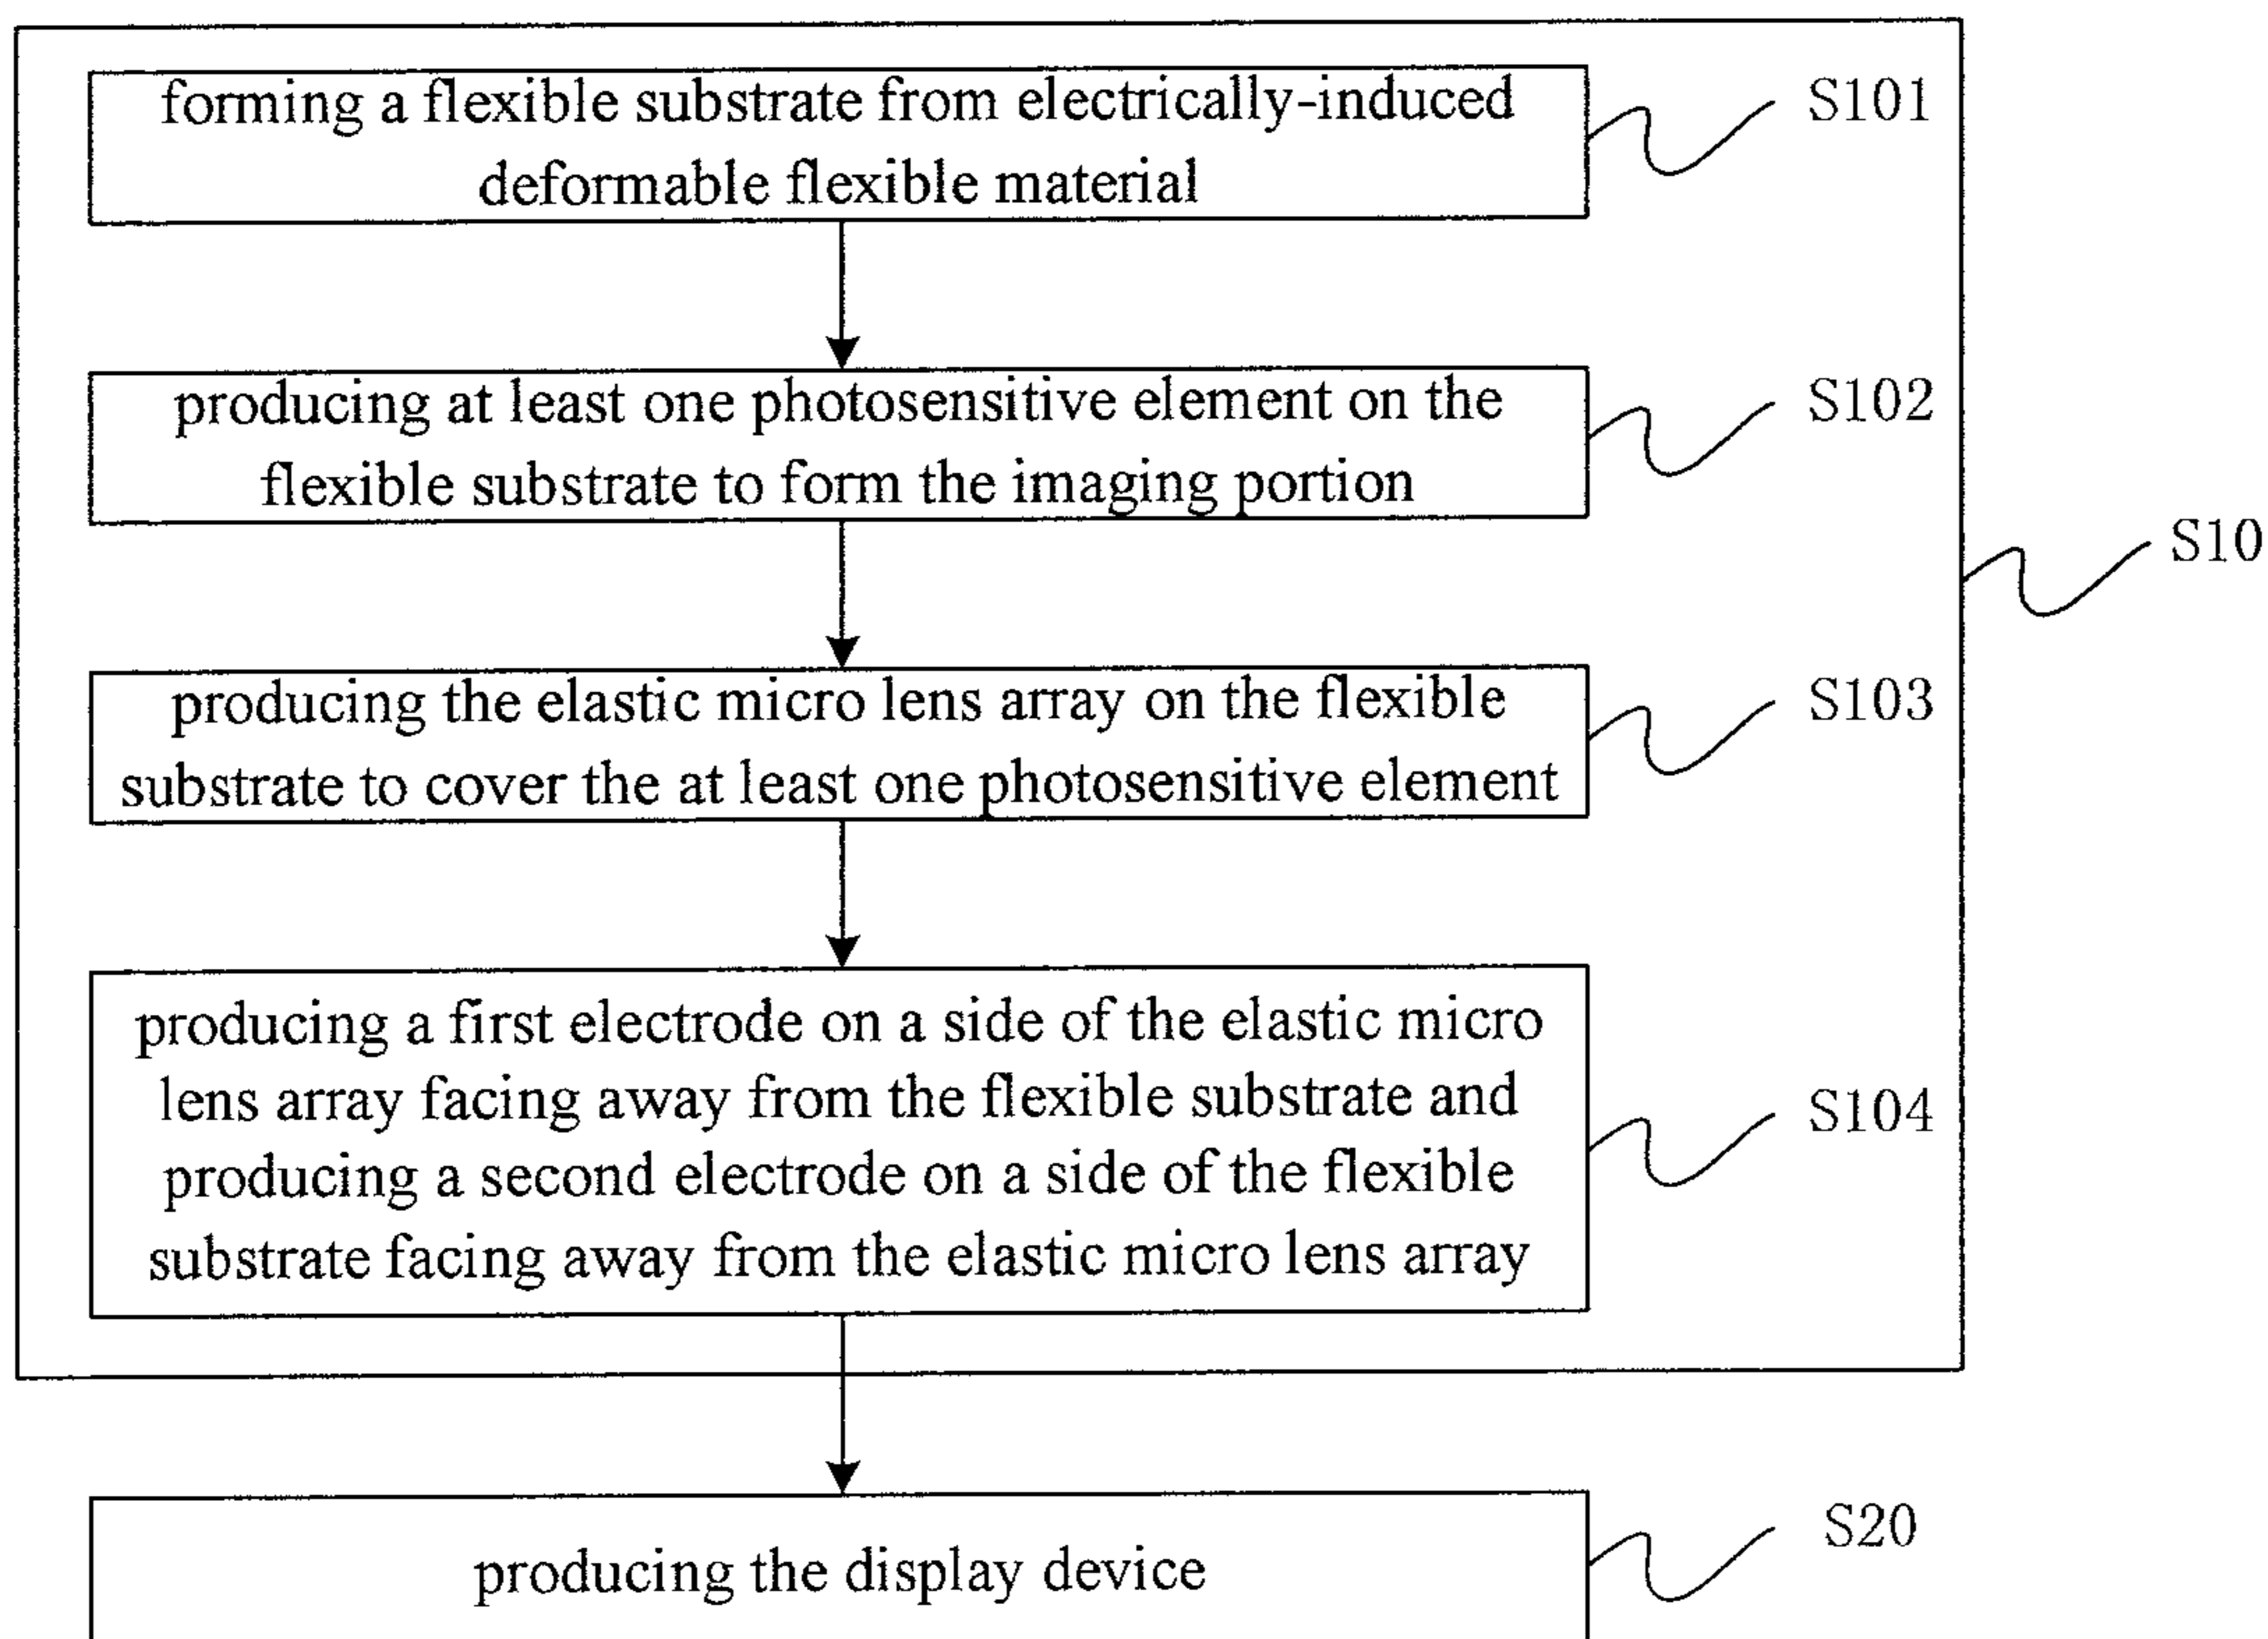 forming a flexible substrate from electrically-induced
deformable flexible material
S101
producing at least one photosensitive element on the
flexible substrate to form the imaging portion
S102
S10
producing the elastic micro lens array on the flexible
substrate to cover the at least one photosensitive element
S103
producing a first electrode on a side of the elastic micro
lens array facing away from the flexible substrate and
producing a second electrode on a side of the flexible
substrate facing away from the elastic micro lens array
S104
producing the display device
S20